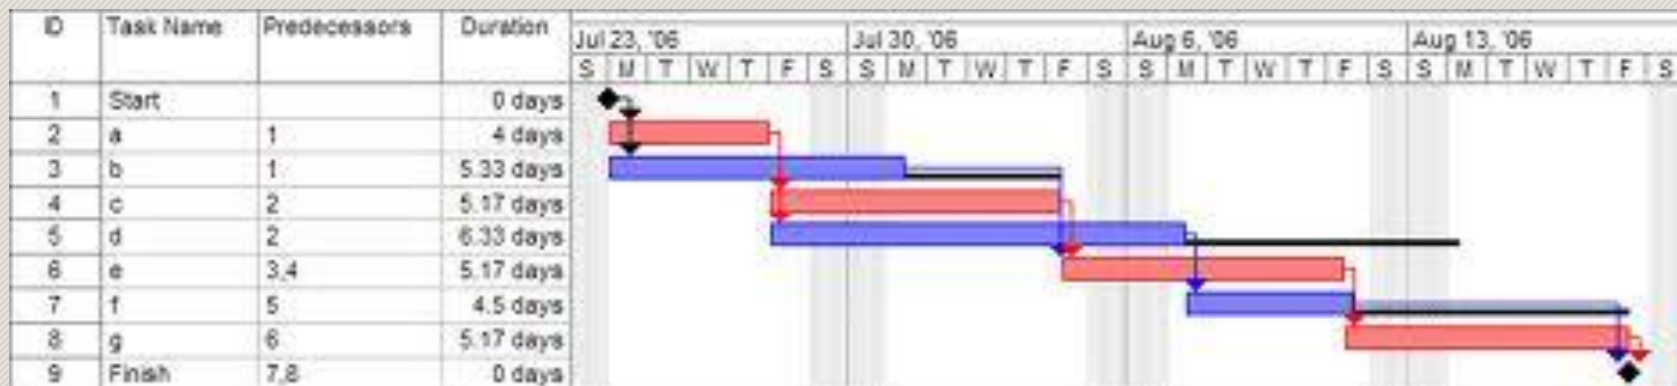 ID Task Name Predecessors Duration Jul 23, '06 Jul 30, '06 Aug 6, '06 Aug 13, '06
S M T W T F S S M T W T F S S M T W T F S S M T W T F S
1 Start 0 days
2 a 1 4 days
3 b 1 5.33 days
4 c 2 5.17 days
5 d 2 6.33 days
6 e 3,4 5.17 days
7 f 5 4.5 days
8 g 6 5.17 days
9 Finish 7,8 0 days